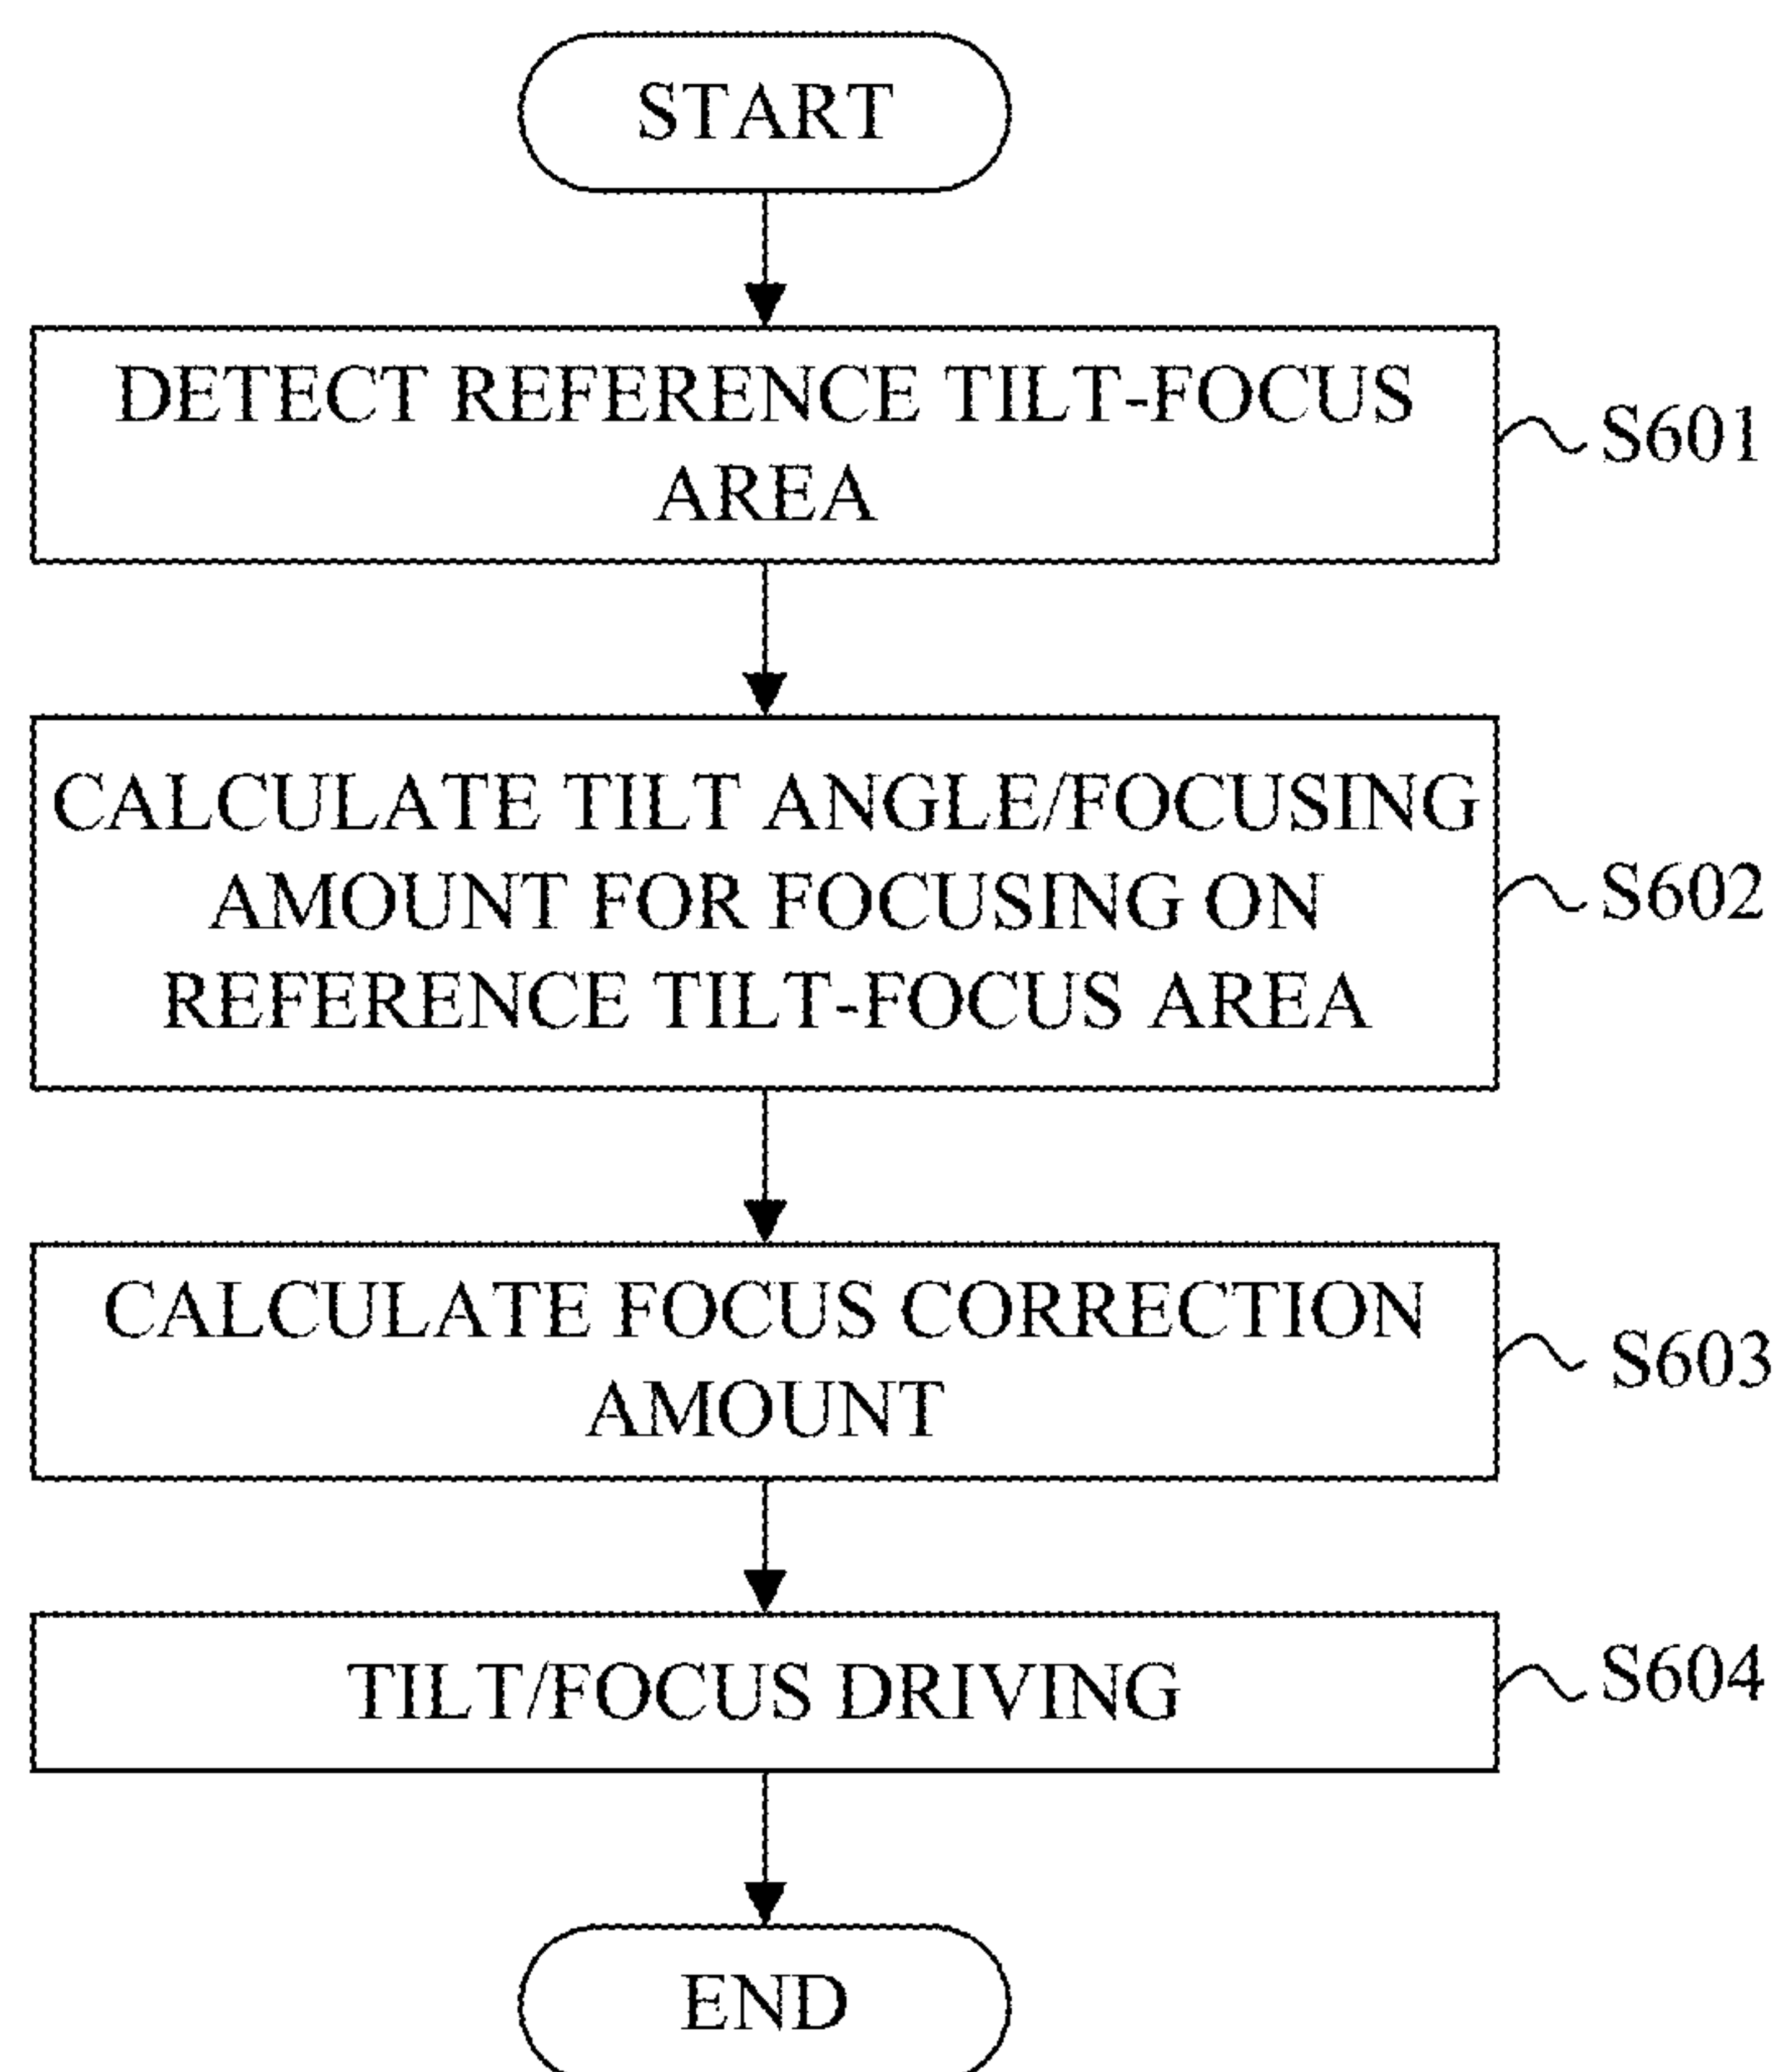 START
DETECT REFERENCE TILT-FOCUS
AREA
S601
CALCULATE TILT ANGLE/FOCUSING
AMOUNT FOR FOCUSING ON
REFERENCE TILT-FOCUS AREA
S602
CALCULATE FOCUS CORRECTION
AMOUNT
S603
TILT/FOCUS DRIVING
S604
END